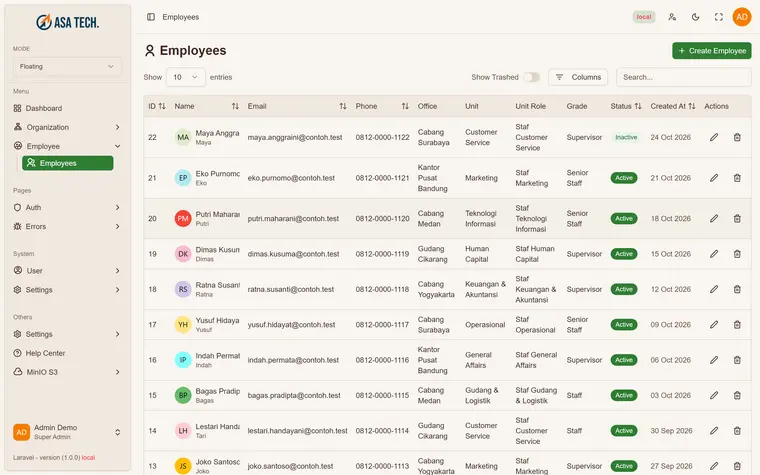 ASA TECH.
MODE
Floating
Menu
Dashboard
Organization
Employee
Employees
Pages
Auth
Errors
System
User
Settings
Others
Settings
Help Center
MinIO S3
AD
Admin Demo
Super Admin
Laravel - version (1.0.0) local
Employees
local
AD
Employees
Create Employee
Show 10 entries
Show Trashed
Columns
Search...
ID Name Email Phone Office Unit Unit Role Grade Status Created At Actions
22 MA Maya Anggra Maya maya.anggraini@contoh.test 0812-0000-1122 Cabang Surabaya Customer Service Staf Customer Service Supervisor Inactive 24 Oct 2026
21 EP Eko Purnomo Eko eko.purnomo@contoh.test 0812-0000-1121 Kantor Pusat Bandung Marketing Staf Marketing Senior Staff Active 21 Oct 2026
20 PM Putri Maharan Putri putri.maharani@contoh.test 0812-0000-1120 Cabang Medan Teknologi Informasi Staf Teknologi Informasi Senior Staff Active 18 Oct 2026
19 DK Dimas Kusum Dimas dimas.kusuma@contoh.test 0812-0000-1119 Gudang Cikarang Human Capital Staf Human Capital Supervisor Active 15 Oct 2026
18 RS Ratna Susanti Ratna ratna.susanti@contoh.test 0812-0000-1118 Cabang Yogyakarta Keuangan & Akuntansi Staf Keuangan & Akuntansi Supervisor Active 12 Oct 2026
17 YH Yusuf Hidaya Yusuf yusuf.hidayat@contoh.test 0812-0000-1117 Cabang Surabaya Operasional Staf Operasional Senior Staff Active 09 Oct 2026
16 IP Indah Permat Indah indah.permata@contoh.test 0812-0000-1116 Kantor Pusat Bandung General Affairs Staf General Affairs Supervisor Active 06 Oct 2026
15 BP Bagas Pradip Bagas bagas.pradipta@contoh.test 0812-0000-1115 Cabang Medan Gudang & Logistik Staf Gudang & Logistik Staff Active 03 Oct 2026
14 LH Lestari Handa Tari lestari.handayani@contoh.test 0812-0000-1114 Gudang Cikarang Customer Service Staf Customer Service Staff Active 30 Sep 2026
13 JS Joko Santoso Joko joko.santoso@contoh.test 0812-0000-1113 Cabang Yogyakarta Marketing Staf Marketing Supervisor Active 27 Sep 2026